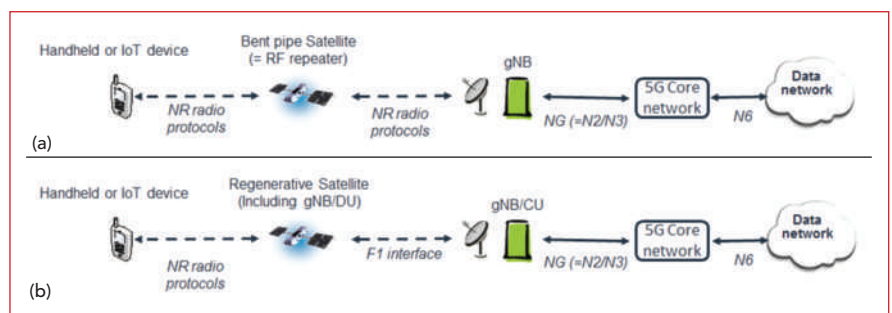 Handheld or IoT device
Bent pipe Satellite
(= RF repeater)
gNB
5G Core
network
Data
network
NR radio
protocols
NR radio
protocols
NG (=N2/N3)
N6
(a)
Handheld or IoT device
Regenerative Satellite
(Including gNB/DU)
gNB/CU
5G Core
network
Data
network
NR radio
protocols
F1 interface
NG (=N2/N3)
N6
(b)